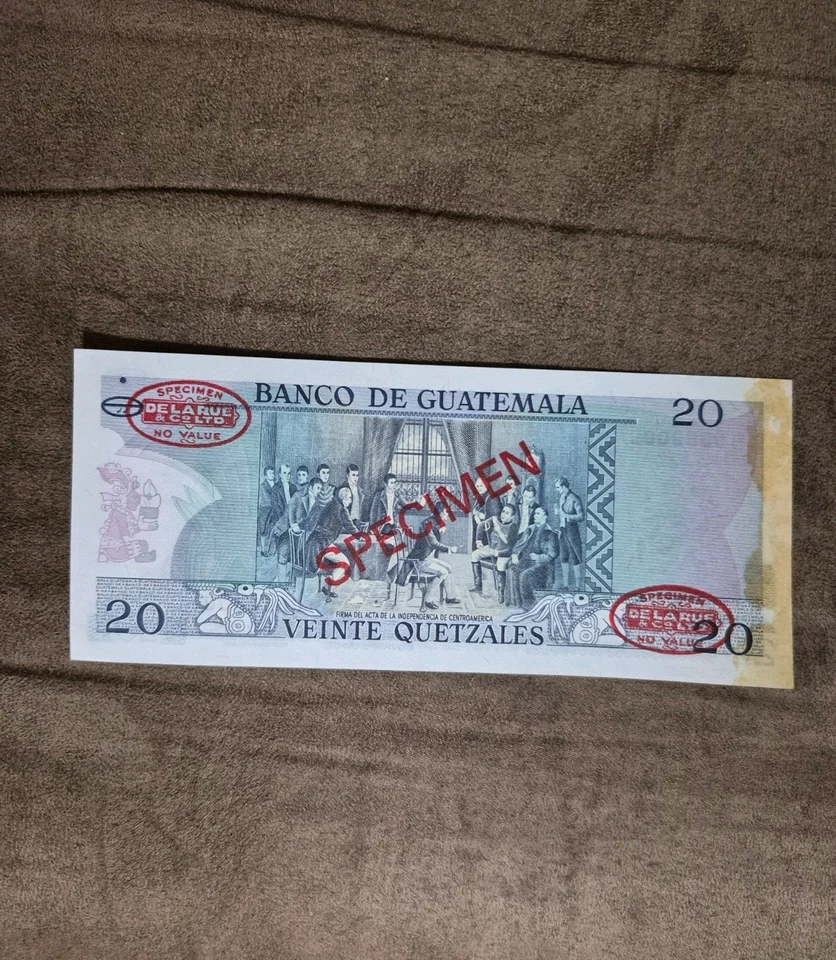 SPECIMEN
DE LA RUE
& CO LTD.
NO VALUE
BANCO DE GUATEMALA
20
SPECIMEN
FIRMA DEL ACTA DE LA INDEPENDENCIA DE CENTROAMERICA
20
VEINTE QUETZALES
SPECIMEN
DE LA RUE
& CO LTD.
NO VALUE
20